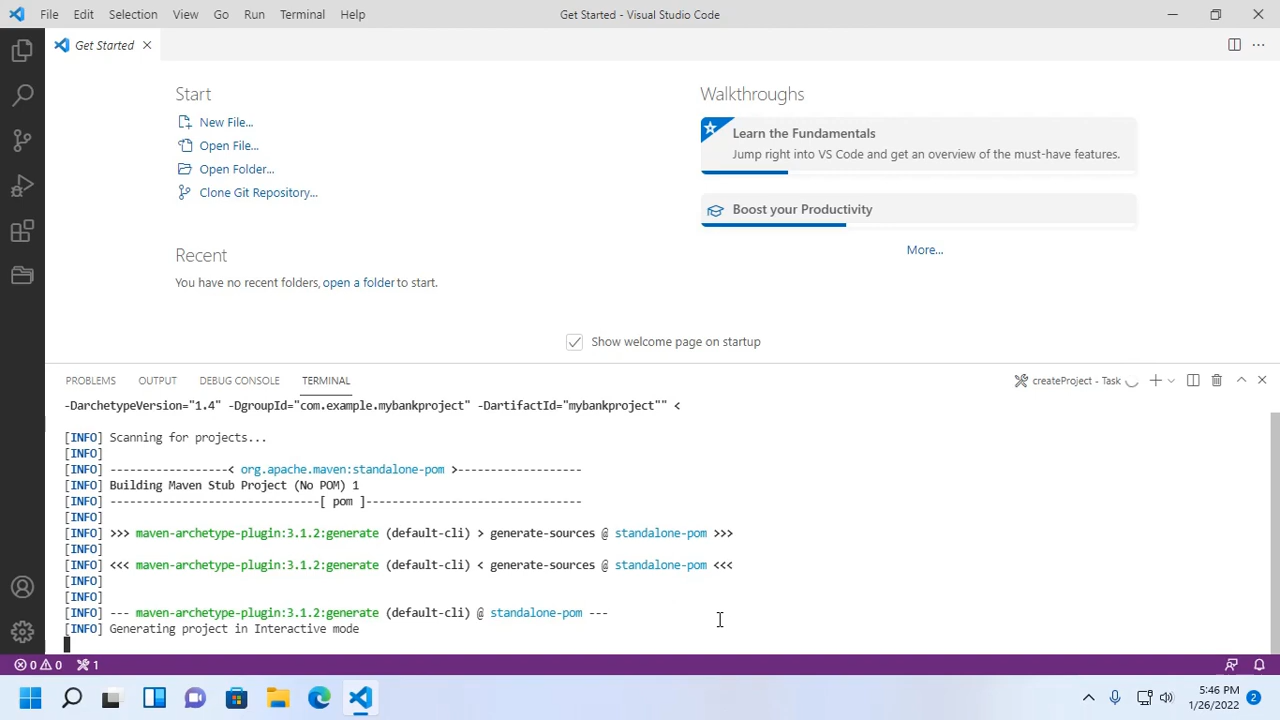 File Edit Selection View Go Run Terminal Help
Get Started - Visual Studio Code
Get Started
Start
New File...
Open File...
Open Folder...
Clone Git Repository...
Recent
You have no recent folders, open a folder to start.
Walkthroughs
Learn the Fundamentals
Jump right into VS Code and get an overview of the must-have features.
Boost your Productivity
More...
Show welcome page on startup
PROBLEMS OUTPUT DEBUG CONSOLE TERMINAL
createProject - Task
-DarchetypeVersion="1.4" -DgroupId="com.example.mybankproject" -DartifactId="mybankproject"" <
[INFO] Scanning for projects...
[INFO]
[INFO] ------------------< org.apache.maven:standalone-pom >-------------------
[INFO] Building Maven Stub Project (No POM) 1
[INFO] --------------------------------[ pom ]---------------------------------
[INFO]
[INFO] >>> maven-archetype-plugin:3.1.2:generate (default-cli) > generate-sources @ standalone-pom >>>
[INFO]
[INFO] <<< maven-archetype-plugin:3.1.2:generate (default-cli) < generate-sources @ standalone-pom <<<
[INFO]
[INFO]
[INFO] --- maven-archetype-plugin:3.1.2:generate (default-cli) @ standalone-pom ---
[INFO] Generating project in Interactive mode
0 0 1
5:46 PM
1/26/2022
2